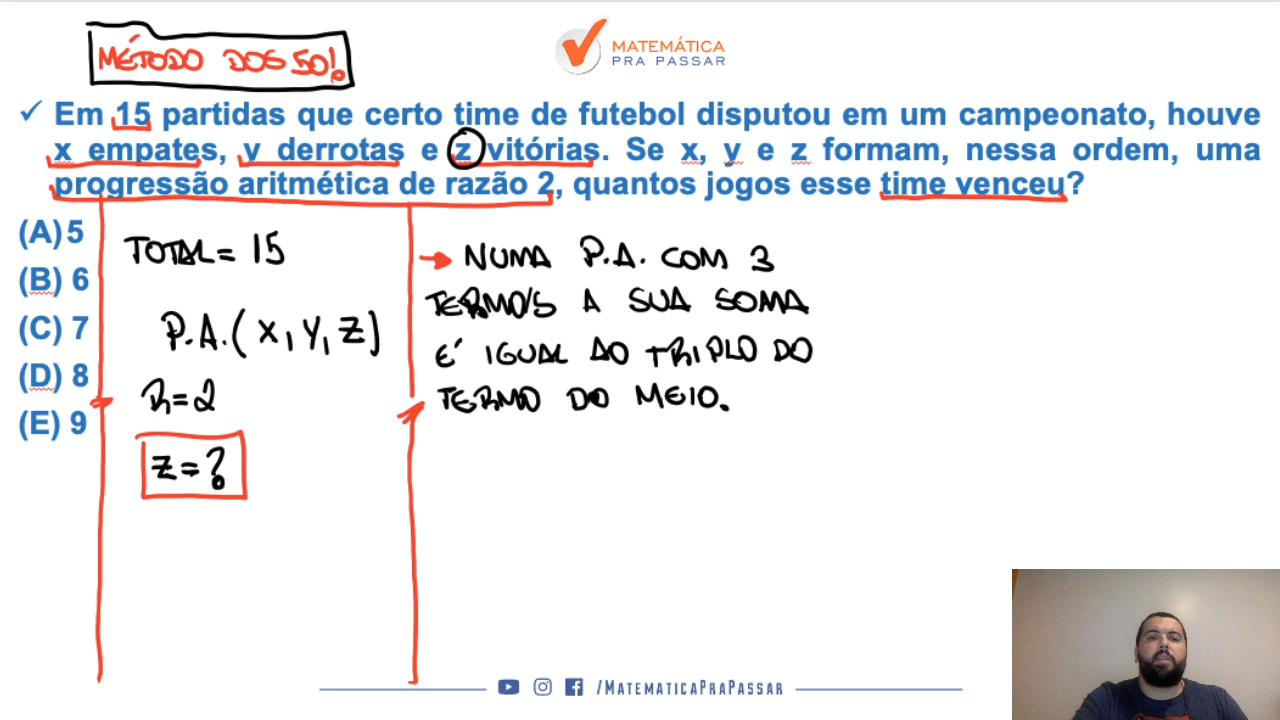 MÉTODO DOS 50!
MATEMÁTICA
PRA PASSAR
✓ Em 15 partidas que certo time de futebol disputou em um campeonato, houve
x empates, y derrotas e z vitórias. Se x, y e z formam, nessa ordem, uma
progressão aritmética de razão 2, quantos jogos esse time venceu?
(A) 5
(B) 6
(C) 7
(D) 8
(E) 9
TOTAL = 15
P.A.(X, Y, Z)
R=2
Z=?
→ NUMA P.A. COM 3
TERMO/S A SUA SOMA
É IGUAL AO TRIPLO DO
TERMO DO MEIO.
/MATEMATICAPRAPASSAR